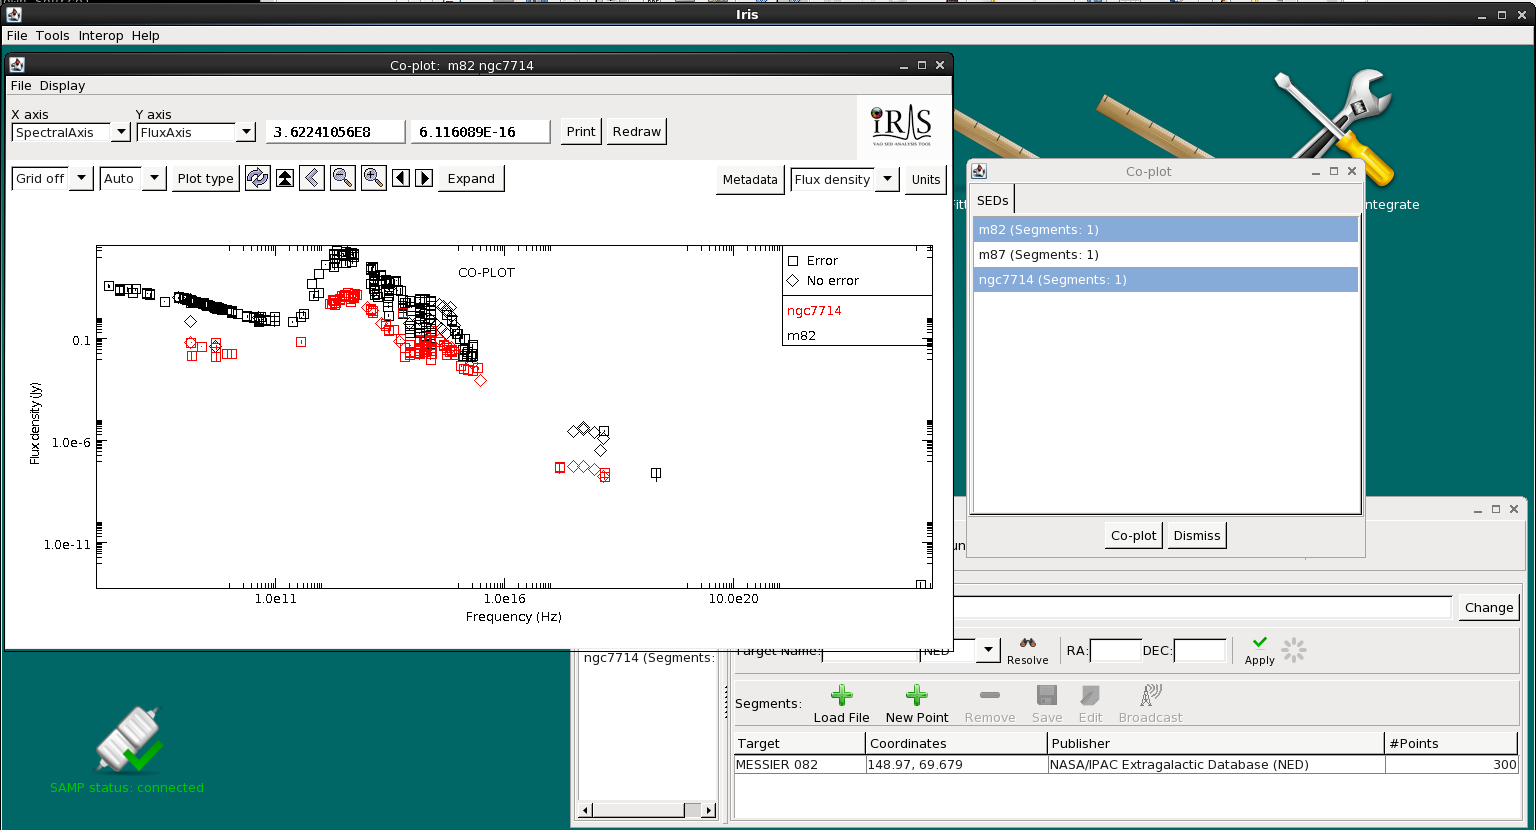 Iris
File Tools Interop Help
Co-plot: m82 ngc7714
File Display
X axis Y axis
SpectralAxis FluxAxis 3.62241056E8 6.116089E-16 Print Redraw
IRIS
VAO SED ANALYSIS TOOL
Grid off Auto Plot type Expand Metadata Flux density Units
CO-PLOT
Error
No error
ngc7714
m82
0.1
1.0e-6
1.0e-11
Flux density (Jy)
1.0e11 1.0e16 10.0e20
Frequency (Hz)
Co-plot
SEDs
m82 (Segments: 1)
m87 (Segments: 1)
ngc7714 (Segments: 1)
Co-plot Dismiss
ntegrate
Change
ngc7714 (Segments:
Target Name: NED Resolve RA: DEC: Apply
Segments: Load File New Point Remove Save Edit Broadcast
Target Coordinates Publisher #Points
MESSIER 082 148.97, 69.679 NASA/IPAC Extragalactic Database (NED) 300
SAMP status: connected